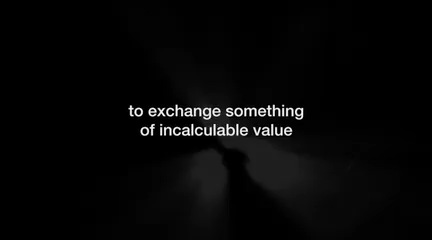 to exchange something
of incalculable value